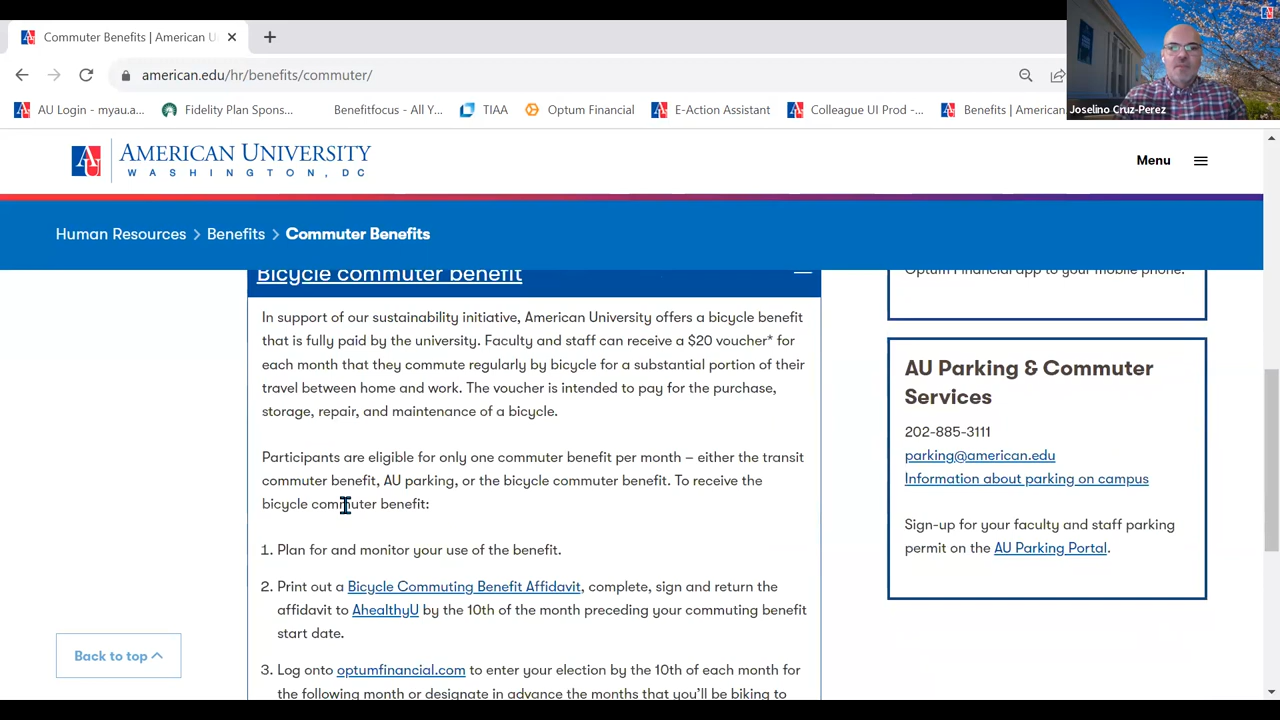 Commuter Benefits | American U
american.edu/hr/benefits/commuter/
AU Login - myau.a...
Fidelity Plan Spons...
Benefitfocus - All Y...
TIAA
Optum Financial
E-Action Assistant
Colleague UI Prod -...
Benefits | American
Joselino Cruz-Perez
AMERICAN UNIVERSITY
WASHINGTON, DC
Menu
Human Resources > Benefits > Commuter Benefits
Bicycle commuter benefit
In support of our sustainability initiative, American University offers a bicycle benefit
that is fully paid by the university. Faculty and staff can receive a $20 voucher* for
each month that they commute regularly by bicycle for a substantial portion of their
travel between home and work. The voucher is intended to pay for the purchase,
storage, repair, and maintenance of a bicycle.
Participants are eligible for only one commuter benefit per month – either the transit
commuter benefit, AU parking, or the bicycle commuter benefit. To receive the
bicycle commuter benefit:
1. Plan for and monitor your use of the benefit.
2. Print out a Bicycle Commuting Benefit Affidavit, complete, sign and return the
affidavit to AhealthyU by the 10th of the month preceding your commuting benefit
start date.
3. Log onto optumfinancial.com to enter your election by the 10th of each month for
the following month or designate in advance the months that you'll be biking to
Optum Financial app to your mobile phone.
AU Parking & Commuter
Services
202-885-3111
parking@american.edu
Information about parking on campus
Sign-up for your faculty and staff parking
permit on the AU Parking Portal.
Back to top